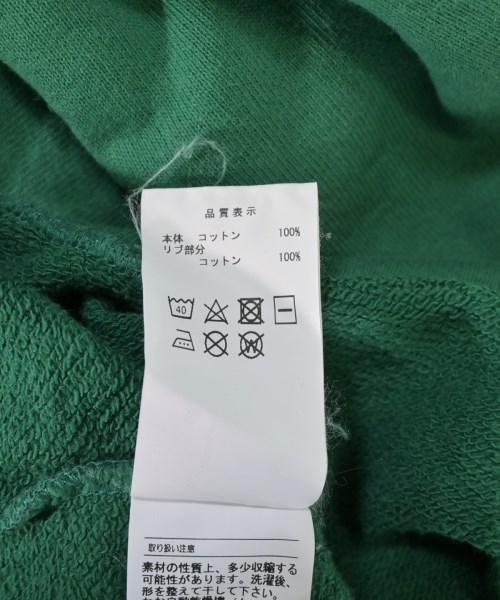 品質表示
本体 コットン 100%
リブ部分
コットン 100%
40
W
取り扱い注意
素材の性質上、多少収縮する
可能性があります。洗濯後、
形を整えて干して下さい。